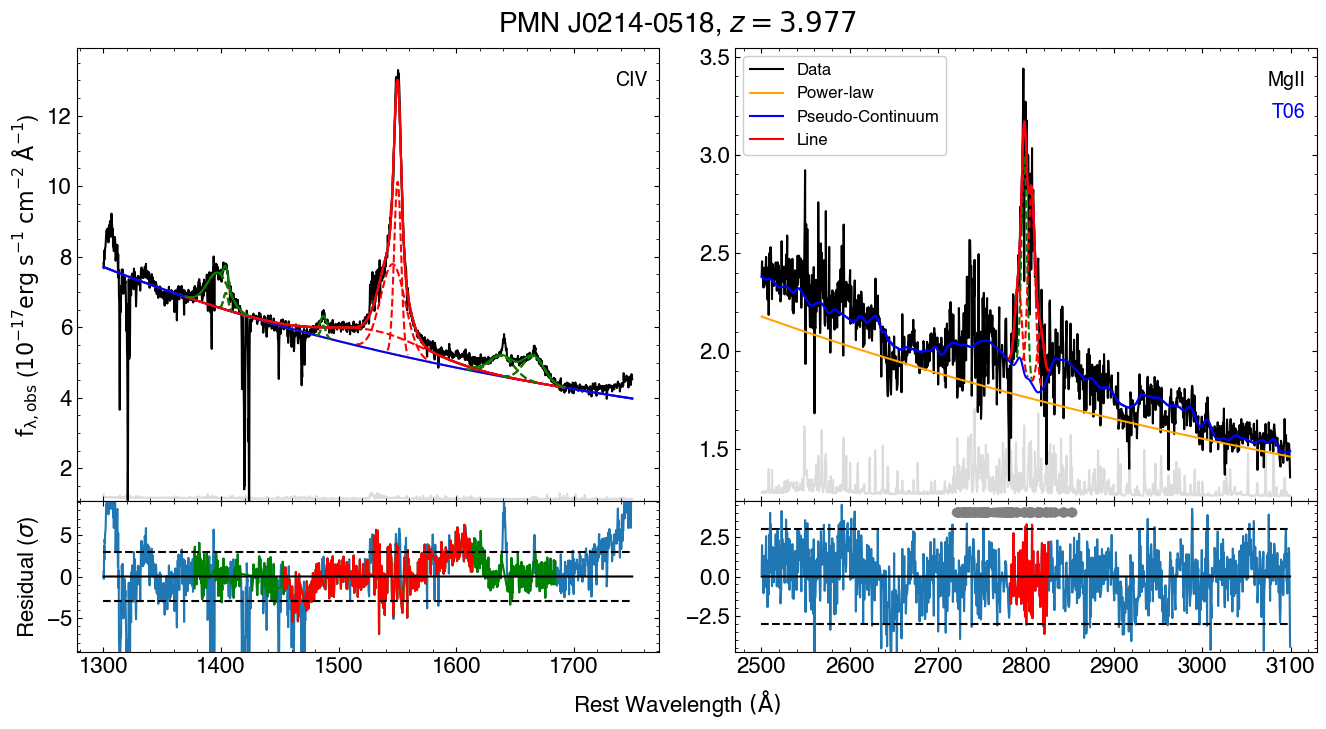 PMN J0214-0518, z = 3.977
CIV
12
10
8
6
4
2
f_λ,obs (10⁻¹⁷erg s⁻¹ cm⁻² Å⁻¹)
Data
Power-law
Pseudo-Continuum
Line
MgII
T06
3.5
3.0
2.5
2.0
1.5
5
0
−5
Residual (σ)
1300 1400 1500 1600 1700
2.5
0.0
−2.5
2500 2600 2700 2800 2900 3000 3100
Rest Wavelength (Å)